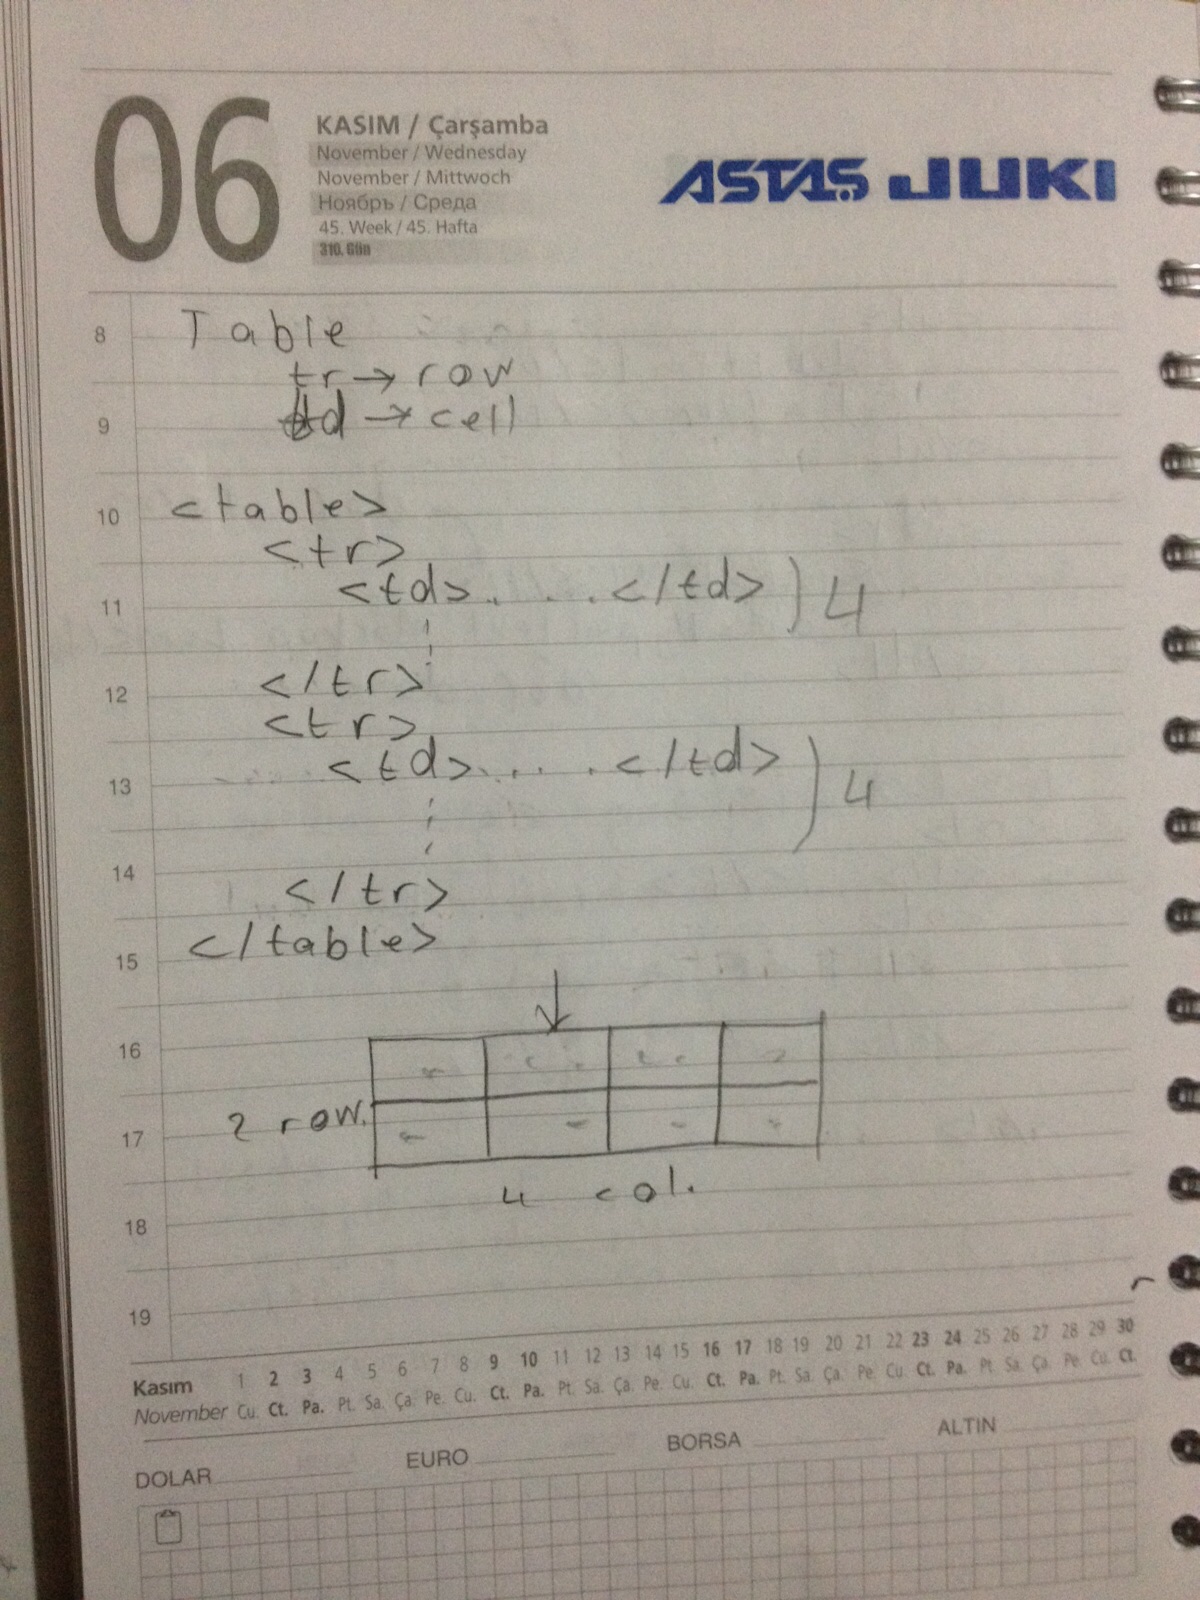 06
KASIM / Çarşamba
November / Wednesday
November / Mittwoch
Ноябрь / Среда
45. Week / 45. Hafta
310. Gün
ASTAŞ JUKI
8
Table
tr → row
9
td → cell
10
<table>
<tr>
11
<td>. . . .</td> ) 4
12
</tr>
<tr>
13
<td>. . . .</td> ) 4
14
</tr>
15
</table>
16
17
2 row.
4 col.
18
19
Kasım 1 2 3 4 5 6 7 8 9 10 11 12 13 14 15 16 17 18 19 20 21 22 23 24 25 26 27 28 29 30
November Cu. Ct. Pa. Pt. Sa. Ça. Pe. Cu. Ct. Pa. Pt. Sa. Ça. Pe. Cu. Ct. Pa. Pt. Sa. Ça. Pe. Cu. Ct. Pa. Pt. Sa. Ça. Pe. Cu. Ct.
DOLAR EURO BORSA ALTIN